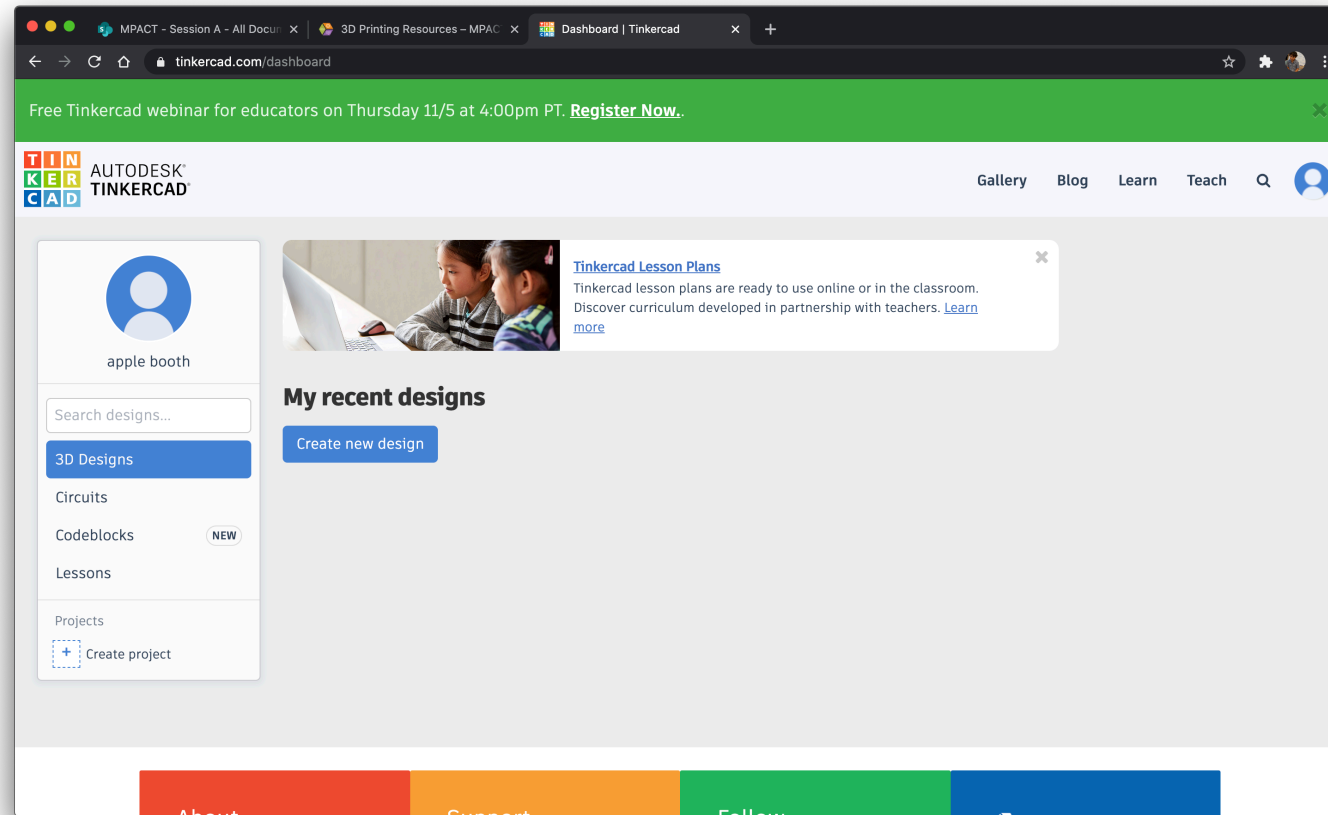 MPACT - Session A - All Docun
3D Printing Resources – MPAC
Dashboard | Tinkercad
tinkercad.com/dashboard
Free Tinkercad webinar for educators on Thursday 11/5 at 4:00pm PT. Register Now..
TIN
KER
CAD
AUTODESK®
TINKERCAD®
Gallery
Blog
Learn
Teach
apple booth
Search designs...
3D Designs
Circuits
Codeblocks NEW
Lessons
Projects
+ Create project
Tinkercad Lesson Plans
Tinkercad lesson plans are ready to use online or in the classroom.
Discover curriculum developed in partnership with teachers. Learn
more
My recent designs
Create new design
About
Support
Follow